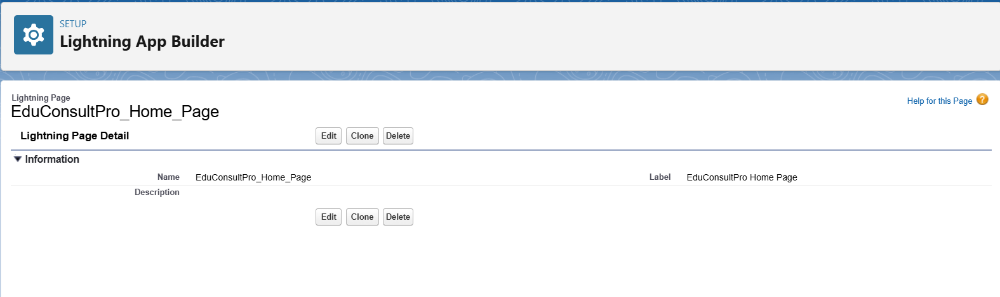 SETUP
Lightning App Builder
Lightning Page
EduConsultPro_Home_Page
Help for this Page ?
Lightning Page Detail Edit Clone Delete
Information
Name EduConsultPro_Home_Page Label EduConsultPro Home Page
Description
Edit Clone Delete